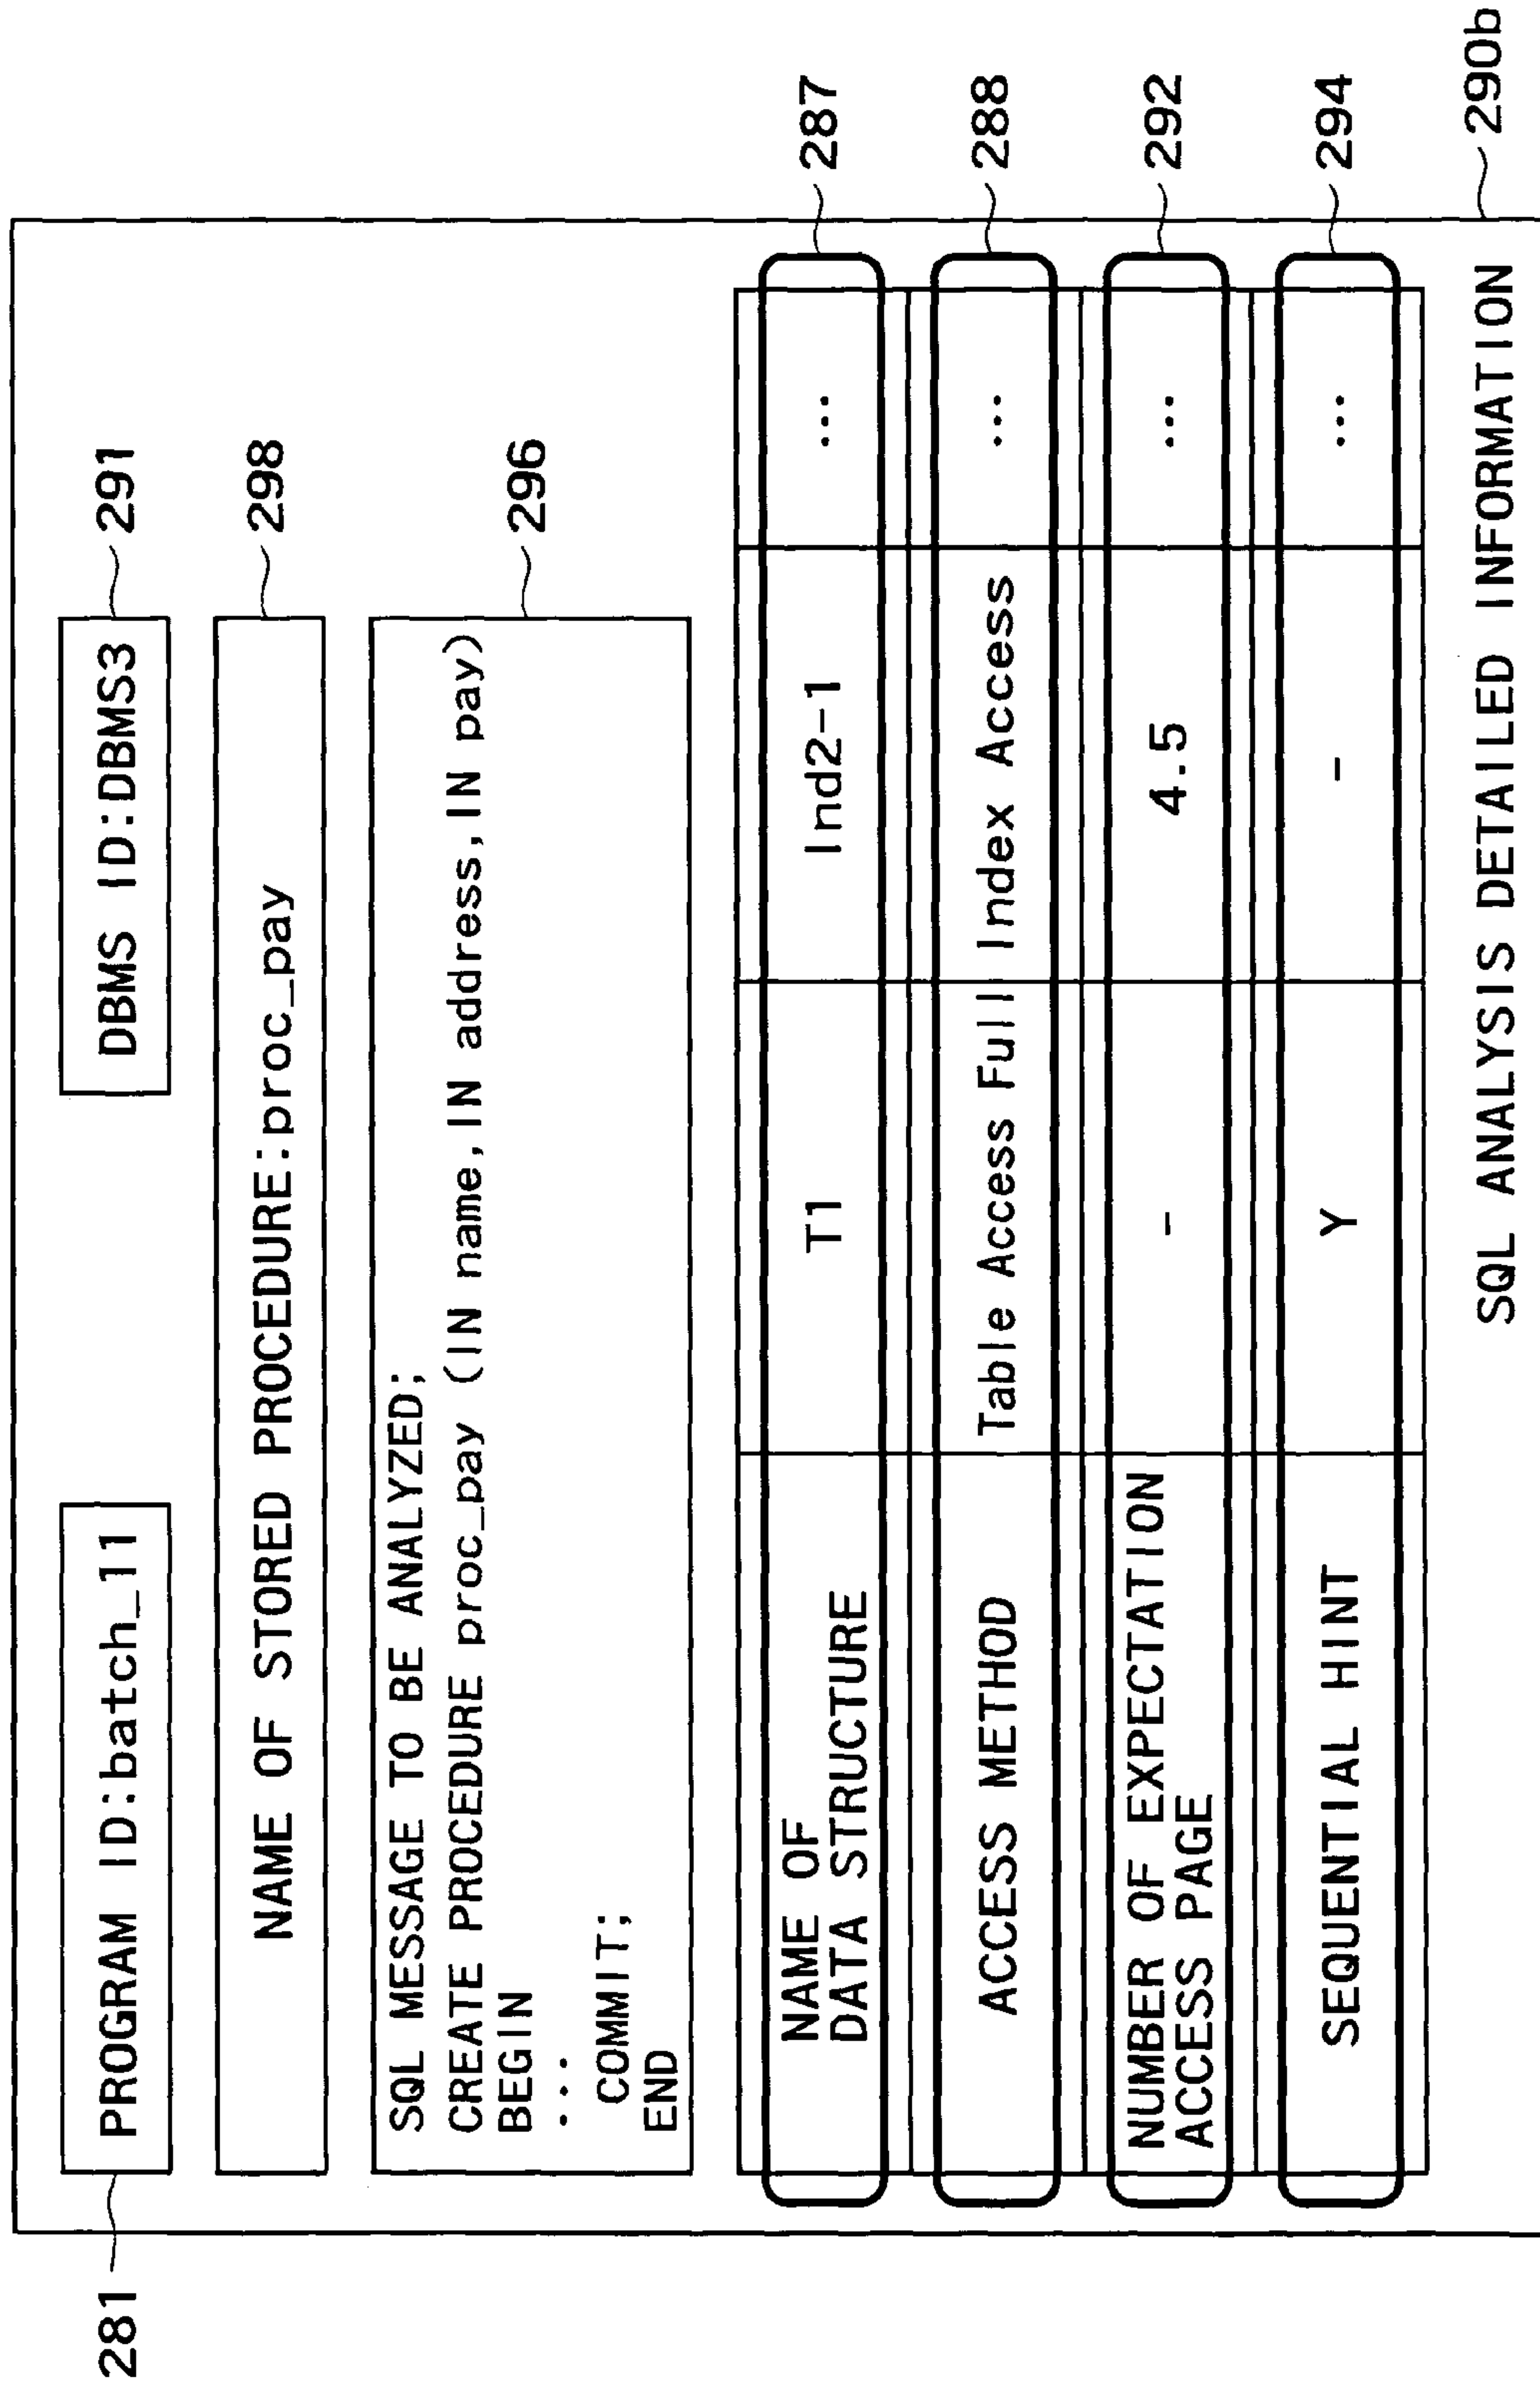 281
PROGRAM ID:batch_11
DBMS ID:DBMS3
291
NAME OF STORED PROCEDURE:proc_pay
298
SQL MESSAGE TO BE ANALYZED;
CREATE PROCEDURE proc_pay (IN name,IN address,IN pay)
BEGIN
...
COMMIT;
END
296
NAME OF
DATA STRUCTURE
T1
Ind2-1
...
287
ACCESS METHOD
Table Access Full
Index Access
...
288
NUMBER OF EXPECTATION
ACCESS PAGE
-
4.5
...
292
SEQUENTIAL HINT
Y
-
...
294
SQL ANALYSIS DETAILED INFORMATION
290b